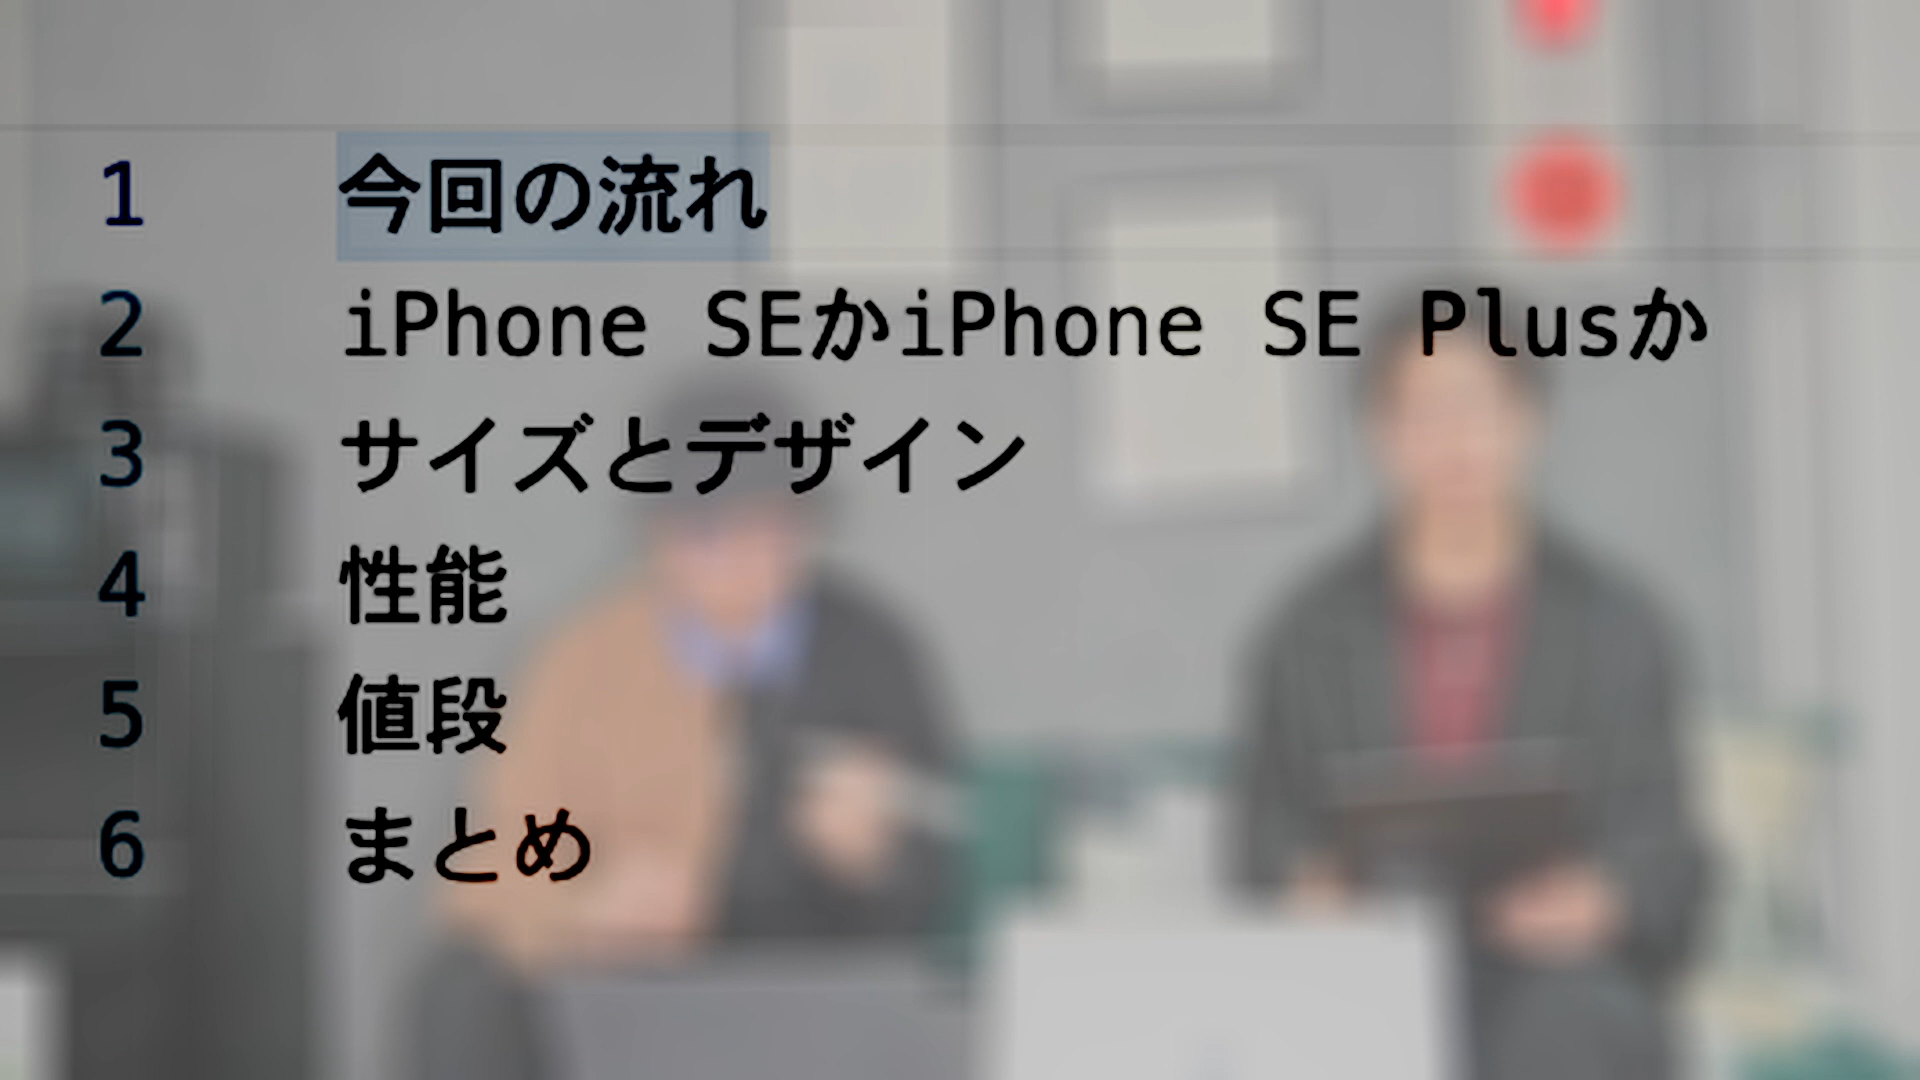 1 今回の流れ
2 iPhone SEかiPhone SE Plusか
3 サイズとデザイン
4 性能
5 値段
6 まとめ